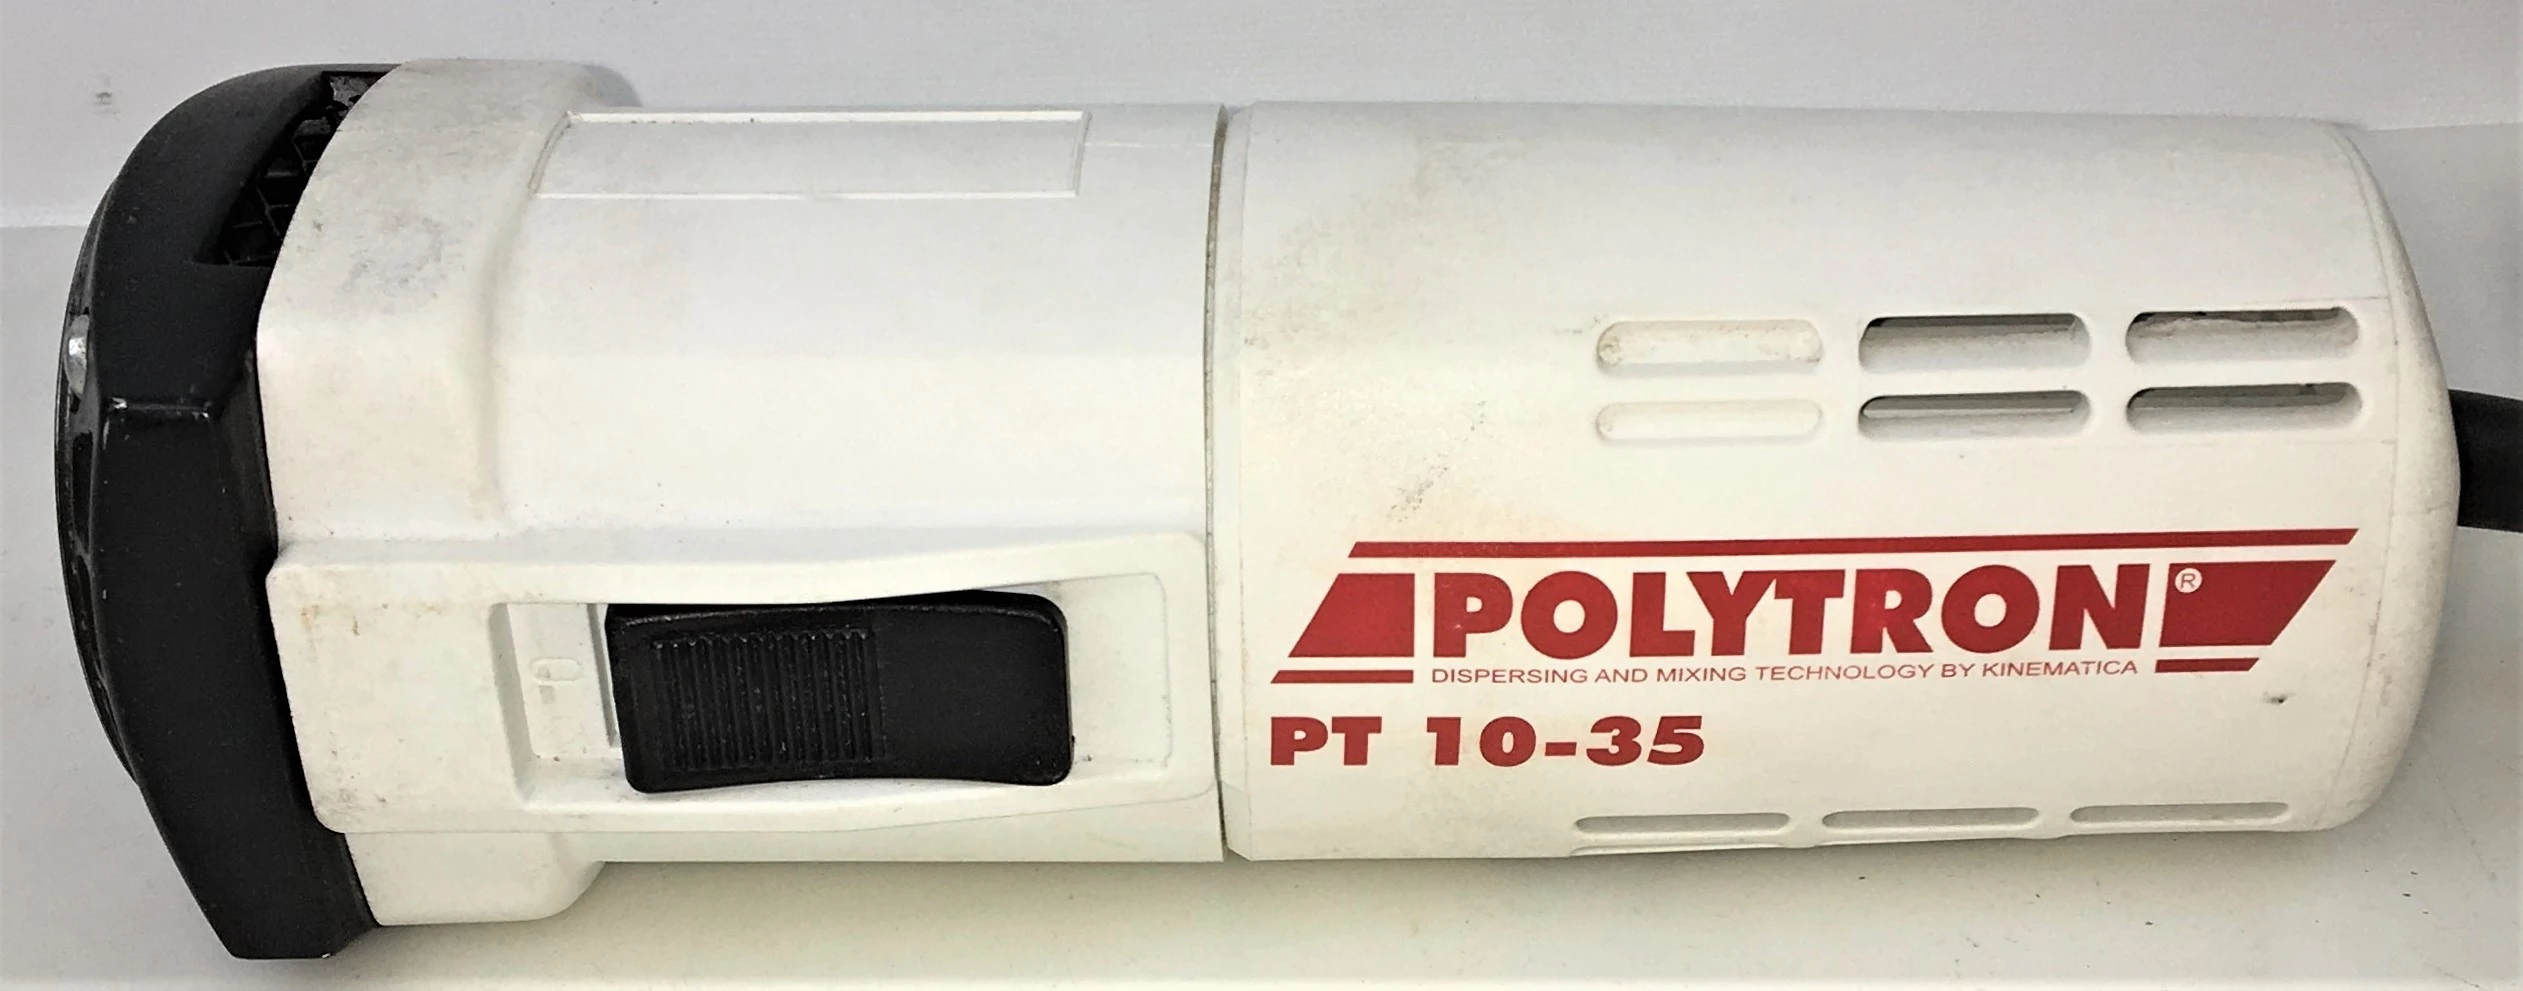 POLYTRON®
DISPERSING AND MIXING TECHNOLOGY BY KINEMATICA
PT 10-35